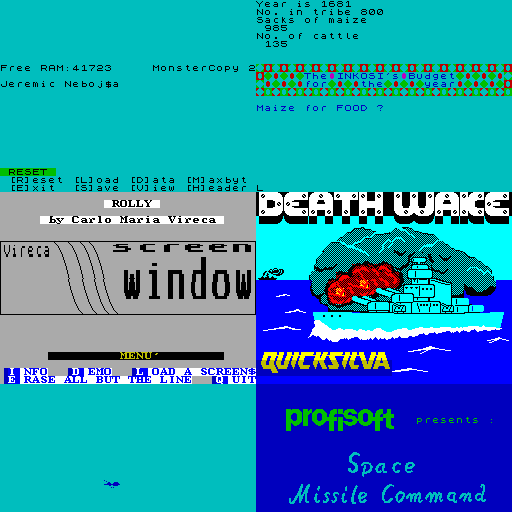 Free RAM:41723 MonsterCopy 2
Jeremic Neboj$a
RESET
[R]eset [L]oad [D]ata [M]axbyt
[E]xit [S]ave [V]iew [H]eader L
Year is 1681
No. in tribe 800
Sacks of maize
985
No. of cattle
135
The INKOSI's Budget
for the year
Maize for FOOD ?
ROLLY
by Carlo Maria Vireca
Vireca
screen
window
MENU'
I NFO D EMO L OAD A SCREEN$
E RASE ALL BUT THE LINE Q UIT
DEATH WAKE
QUICKSILVA
profisoft presents :
Space
Missile Command